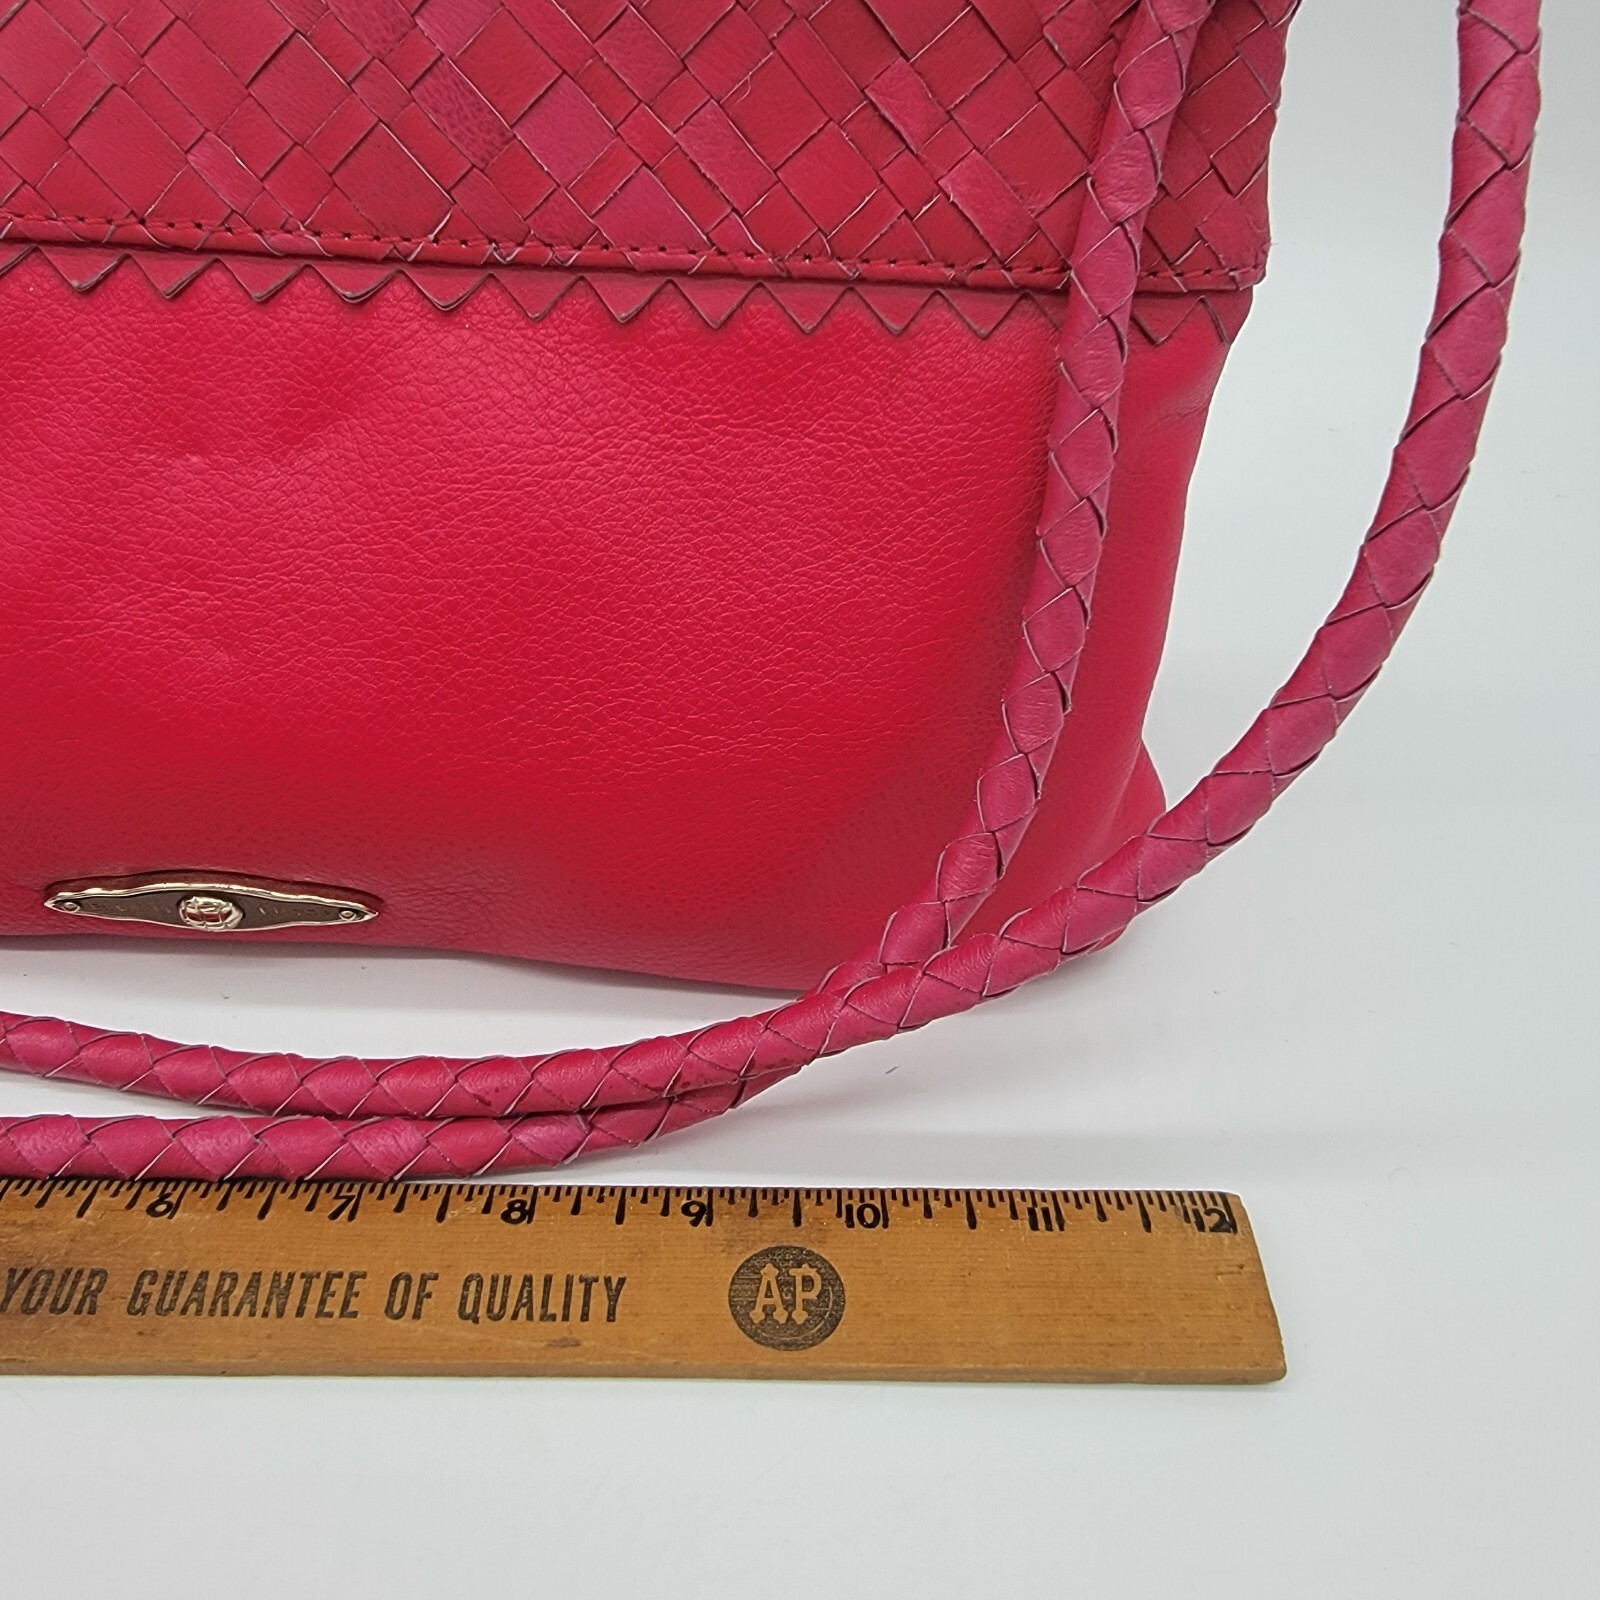 6 7 8 9 10 11 12
YOUR GUARANTEE OF QUALITY AP